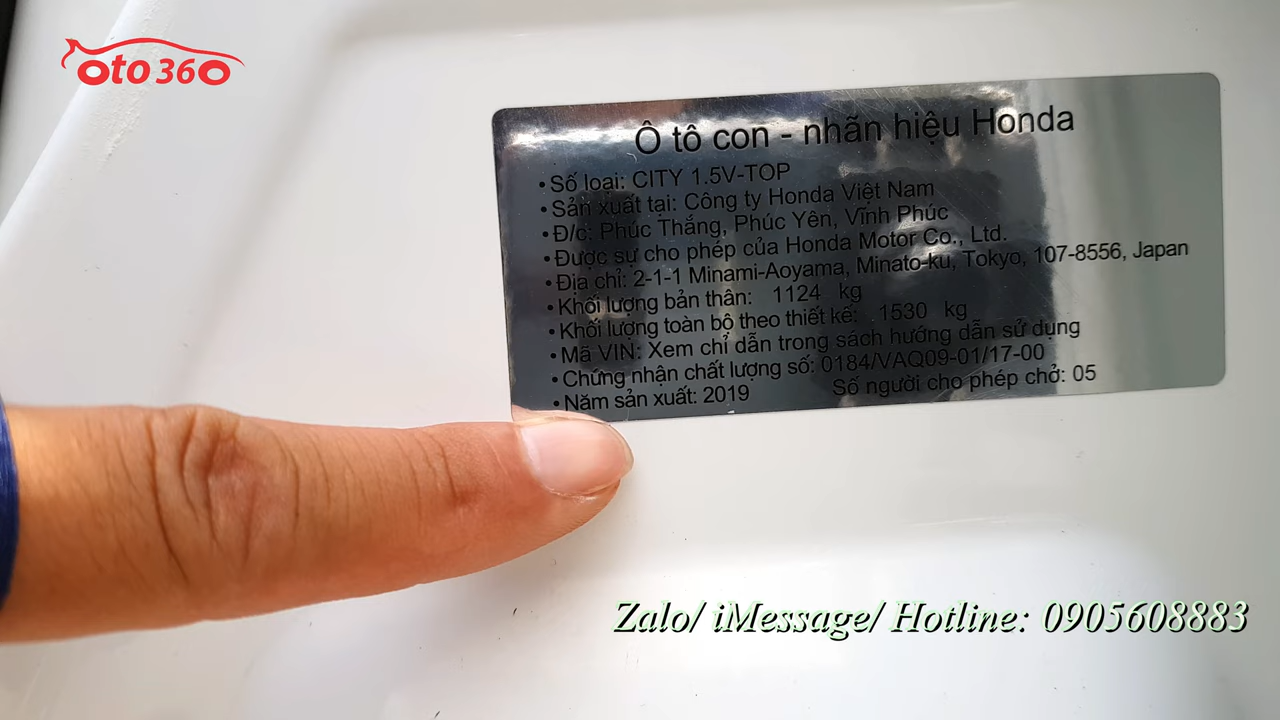 oto 360
Ô tô con - nhãn hiệu Honda
• Số loại: CITY 1.5V-TOP
• Sản xuất tại: Công ty Honda Việt Nam
• Đ/c: Phúc Thắng, Phúc Yên, Vĩnh Phúc
• Được sự cho phép của Honda Motor Co., Ltd.
• Địa chỉ: 2-1-1 Minami-Aoyama, Minato-ku, Tokyo, 107-8556, Japan
• Khối lượng bản thân: 1124 kg
• Khối lượng toàn bộ theo thiết kế: 1530 kg
• Mã VIN: Xem chỉ dẫn trong sách hướng dẫn sử dụng
• Chứng nhận chất lượng số: 0184/VAQ09-01/17-00
• Năm sản xuất: 2019 Số người cho phép chở: 05
Zalo/ iMessage/ Hotline: 0905608883